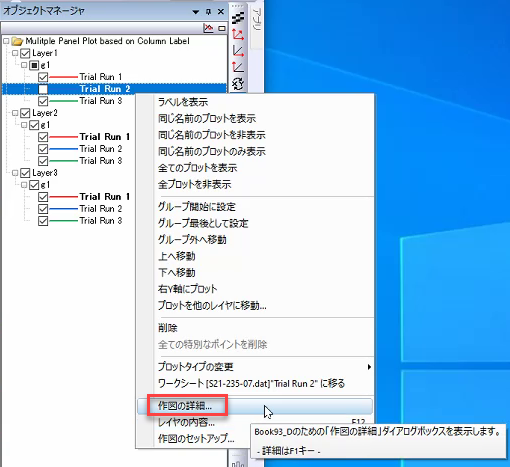 オブジェクトマネージャ
アプリ
Mulitple Panel Plot based on Column Label
Layer1
g1
Trial Run 1
Trial Run 2
Trial Run 3
Layer2
g1
Trial Run 1
Trial Run 2
Trial Run 3
Layer3
g1
Trial Run 1
Trial Run 2
Trial Run 3
ラベルを表示
同じ名前のプロットを表示
同じ名前のプロットを非表示
同じ名前のプロットのみ表示
全てのプロットを表示
全プロットを非表示
グループ開始に設定
グループ最後として設定
グループ外へ移動
上へ移動
下へ移動
右Y軸にプロット
プロットを他のレイヤに移動...
削除
全ての特別なポイントを削除
プロットタイプの変更
ワークシート [S21-235-07.dat]"Trial Run 2" に移る
作図の詳細...
レイヤの内容... F12
作図のセットアップ...
Book93_Dのための「作図の詳細」ダイアログボックスを表示します。
- 詳細はF1キー -